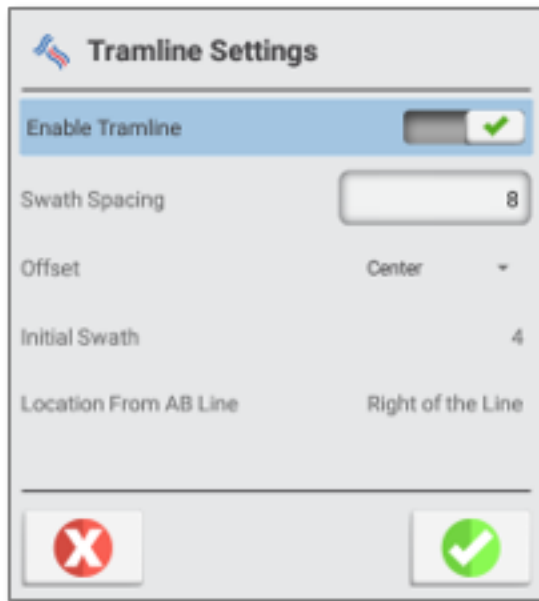 Tramline Settings
Enable Tramline
Swath Spacing 8
Offset Center
Initial Swath 4
Location From AB Line Right of the Line